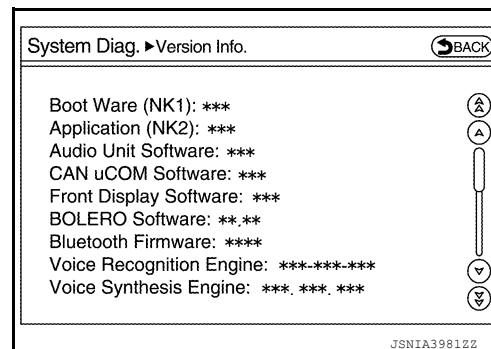 System Diag. ▶Version Info.
BACK
Boot Ware (NK1): ***
Application (NK2): ***
Audio Unit Software: ***
CAN uCOM Software: ***
Front Display Software: ***
BOLERO Software: **.**
Bluetooth Firmware: ****
Voice Recognition Engine: ***-***-***
Voice Synthesis Engine: ***. ***. ***
JSNIA3981ZZ